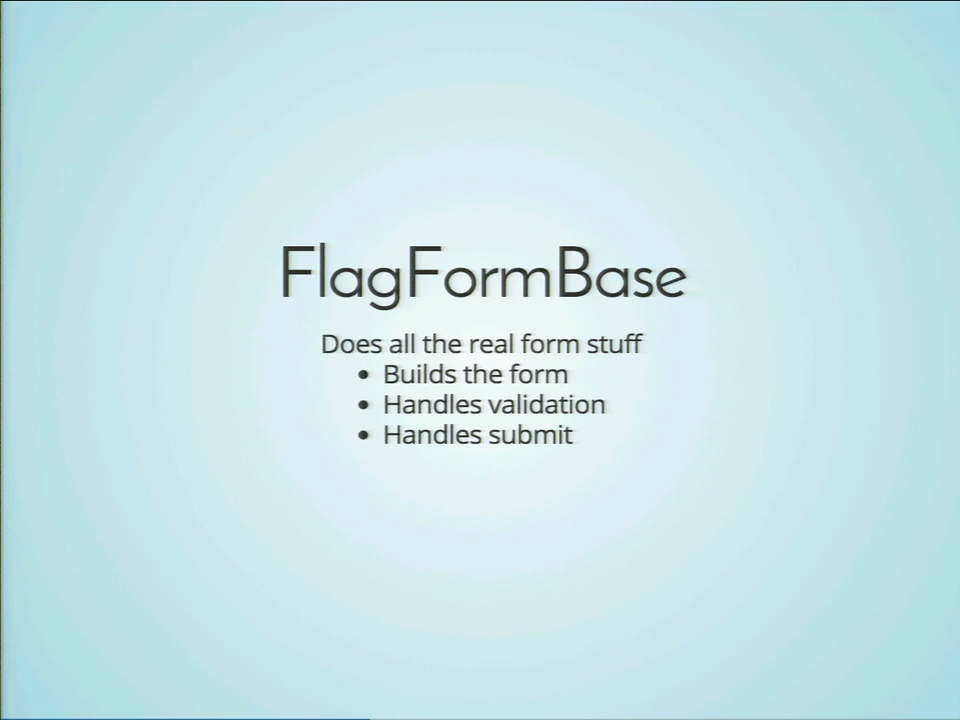 FlagFormBase
Does all the real form stuff
• Builds the form
• Handles validation
• Handles submit